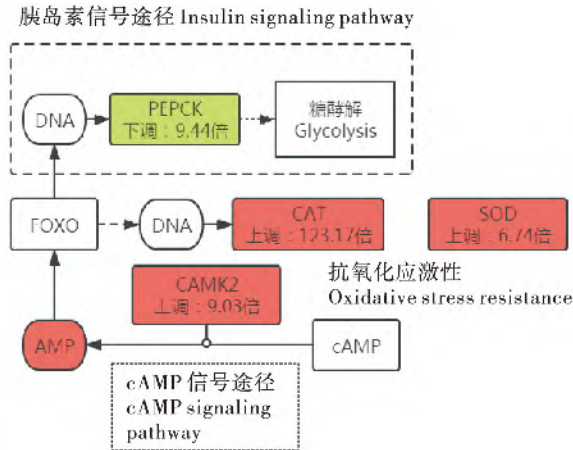 胰岛素信号途径 Insulin signaling pathway
DNA
PEPCK
下调：9.44倍
糖酵解
Glycolysis
FOXO
DNA
CAT
上调：123.17倍
SOD
上调：6.74倍
CAMK2
上调：9.03倍
抗氧化应激性
Oxidative stress resistance
AMP
cAMP
cAMP 信号途径
cAMP signaling
pathway